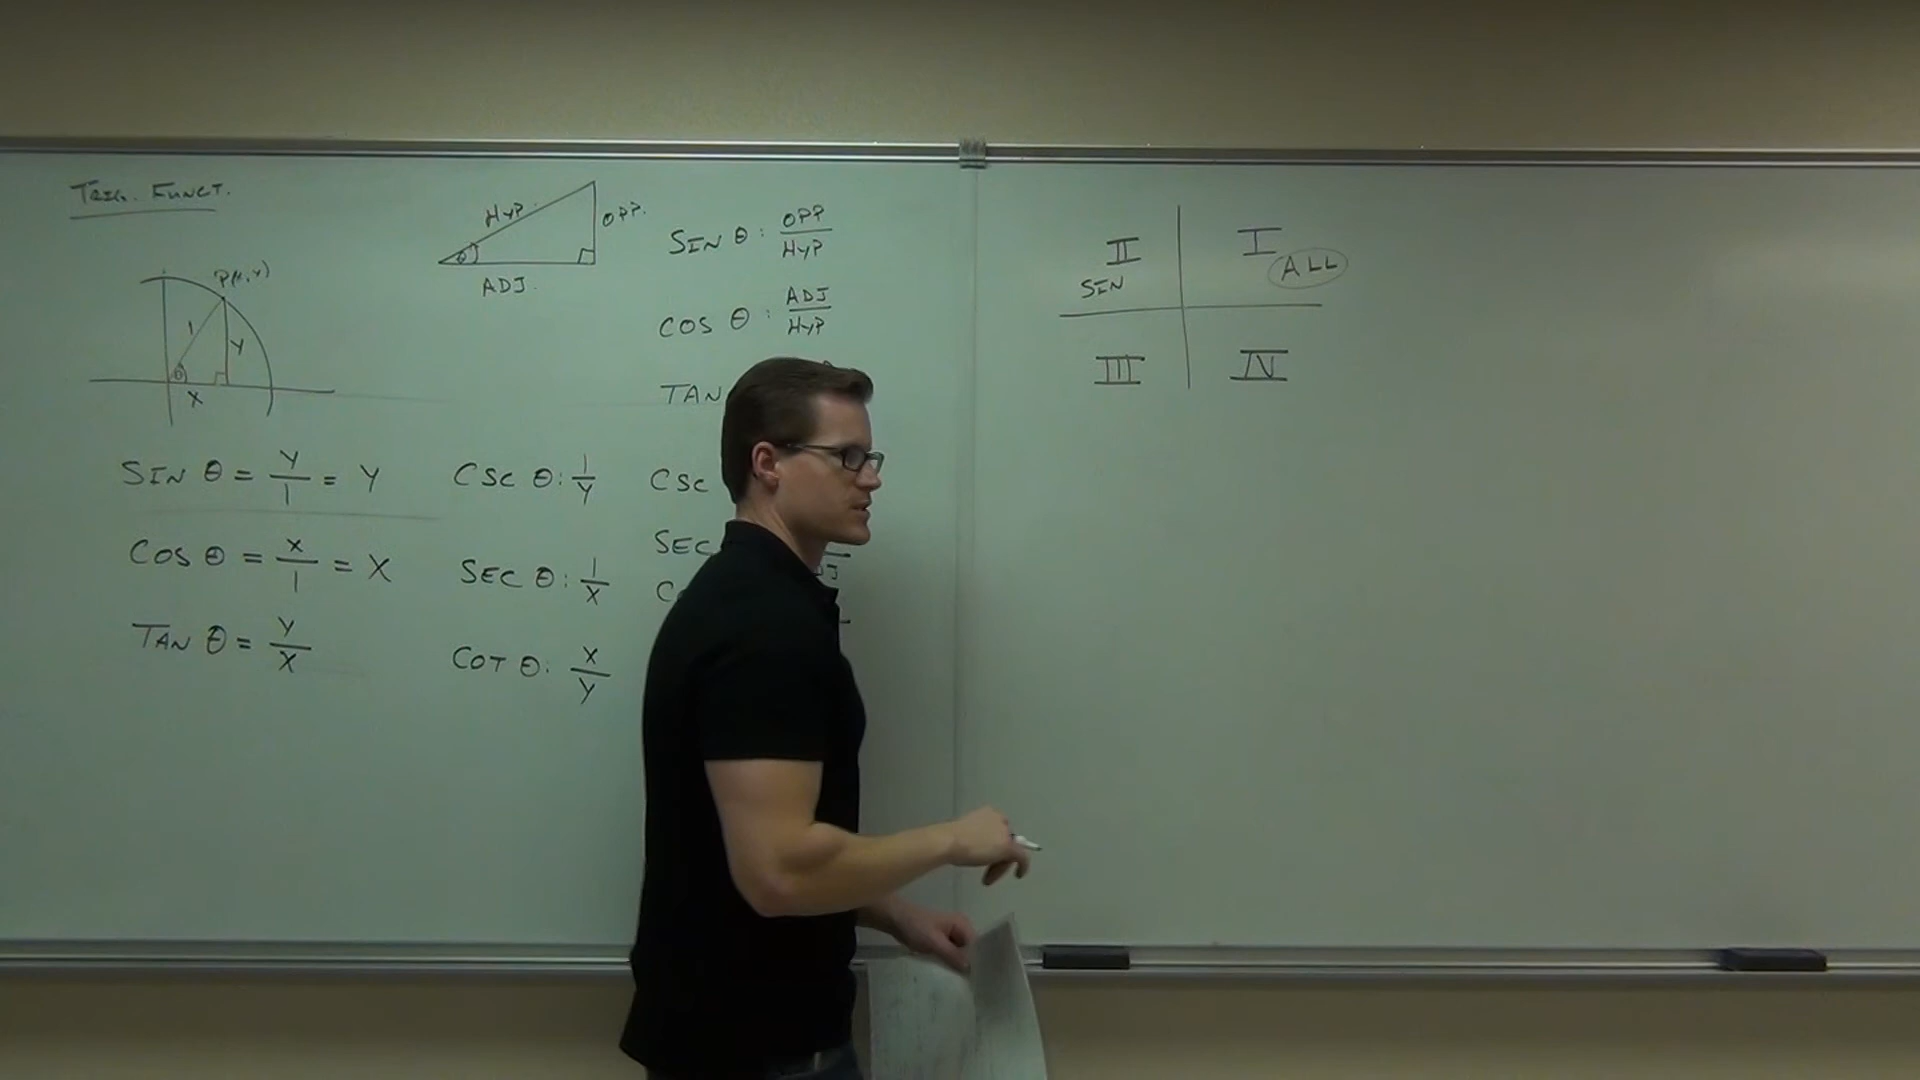 TRIG. FUNCT.
P(X,Y)
1
Y
θ
X
HYP.
OPP.
θ
ADJ.
SIN θ : OPP/HYP
COS θ : ADJ/HYP
TAN
SIN θ = Y/1 = Y
COS θ = X/1 = X
TAN θ = Y/X
CSC θ : 1/Y
SEC θ : 1/X
COT θ : X/Y
CSC
SEC
C
II
SIN
I
ALL
III
IV